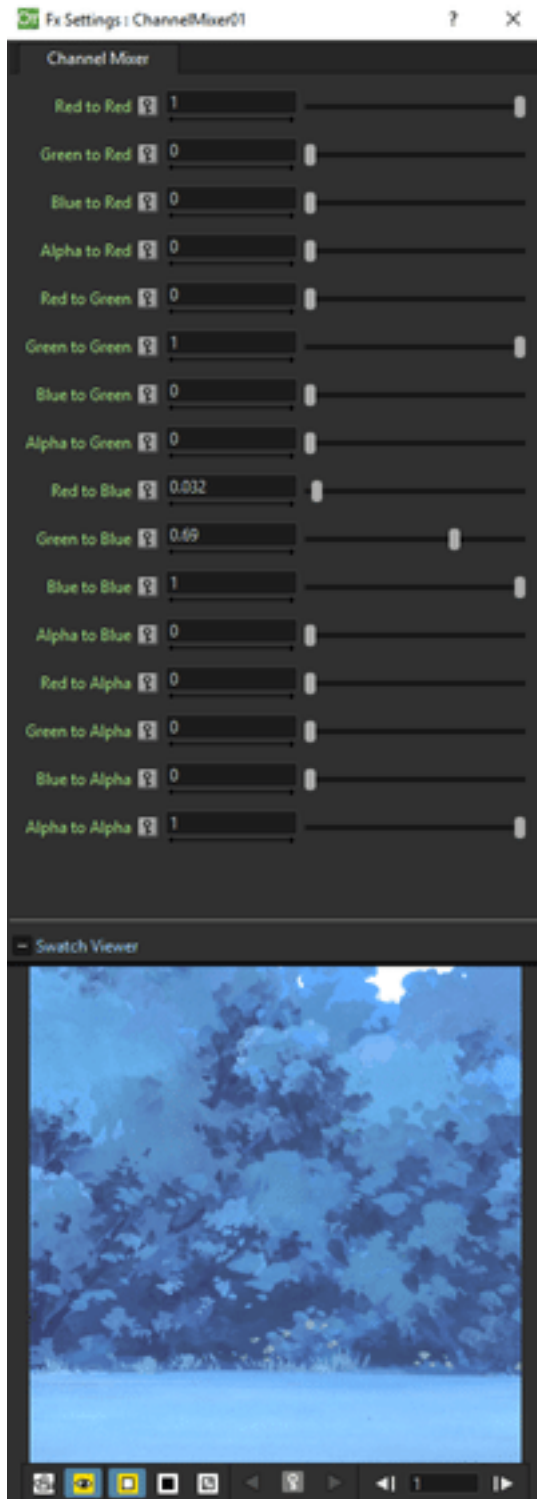 OT Fx Settings : ChannelMixer01 ? ×
Channel Mixer
Red to Red 1
Green to Red 0
Blue to Red 0
Alpha to Red 0
Red to Green 0
Green to Green 1
Blue to Green 0
Alpha to Green 0
Red to Blue 0.032
Green to Blue 0.69
Blue to Blue 1
Alpha to Blue 0
Red to Alpha 0
Green to Alpha 0
Blue to Alpha 0
Alpha to Alpha 1
Swatch Viewer
1